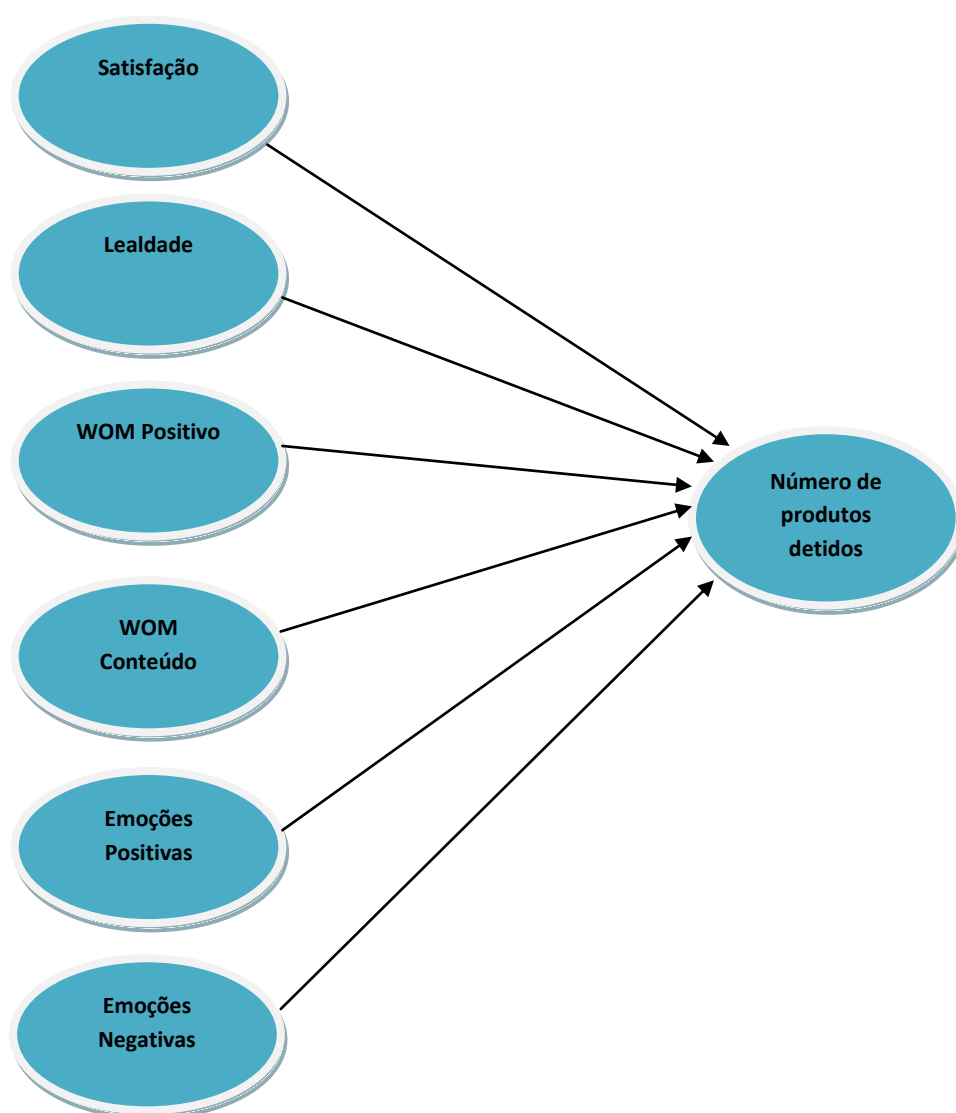 Satisfação
Lealdade
WOM Positivo
WOM
Conteúdo
Emoções
Positivas
Emoções
Negativas
Número de
produtos
detidos